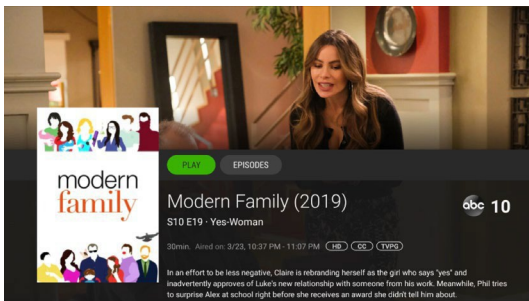 PLAY
EPISODES
modern
family
Modern Family (2019)
abc 10
S10 E19 · Yes-Woman
30min. Aired on: 3/23, 10:37 PM - 11:07 PM HD CC TVPG
In an effort to be less negative, Claire is rebranding herself as the girl who says "yes" and
inadvertently approves of Luke's new relationship with someone from his work. Meanwhile, Phil tries
to surprise Alex at school right before she receives an award she didn't tell him about.